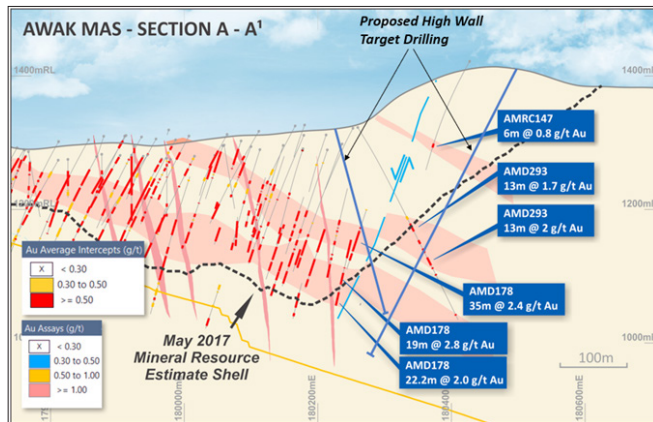 AWAK MAS - SECTION A - A¹
Proposed High Wall
Target Drilling
1400mRL
1400mRL
AMRC147
6m @ 0.8 g/t Au
AMD293
13m @ 1.7 g/t Au
1200mRL
AMD293
13m @ 2 g/t Au
Au Average Intercepts (g/t)
X < 0.30
0.30 to 0.50
>= 0.50
AMD178
35m @ 2.4 g/t Au
Au Assays (g/t)
X < 0.30
0.30 to 0.50
0.50 to 1.00
>= 1.00
May 2017
Mineral Resource
Estimate Shell
AMD178
19m @ 2.8 g/t Au
1000mRL
AMD178
22.2m @ 2.0 g/t Au
100m
180000mE
180200mE
180400mE
180600mE